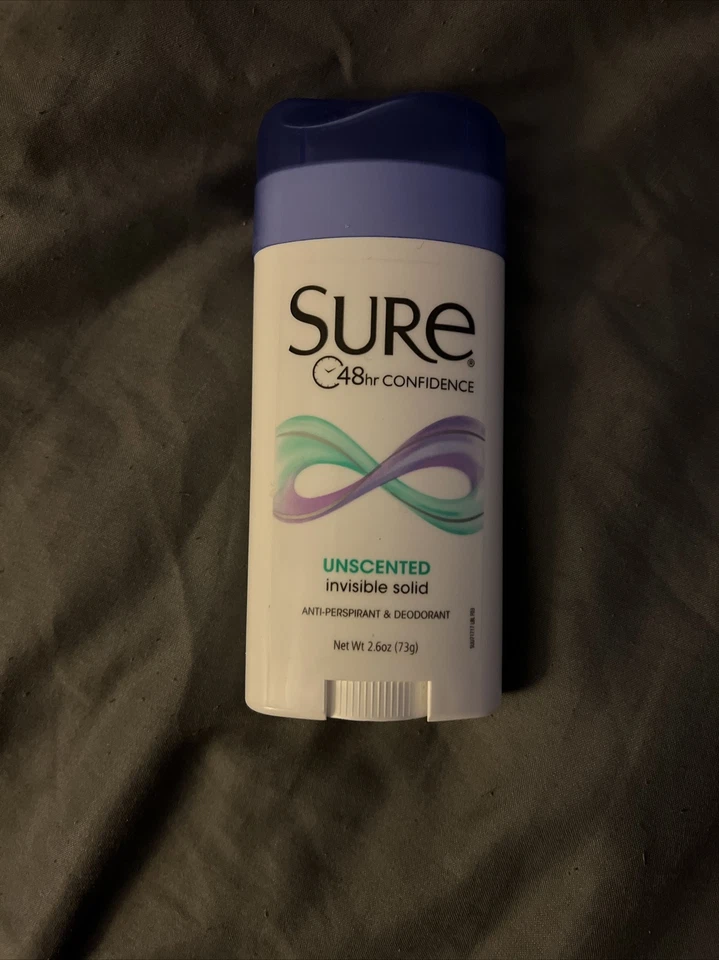 SURe®
48hr CONFIDENCE
UNSCENTED
invisible solid
ANTI-PERSPIRANT & DEODORANT
Net Wt 2.6oz (73g)